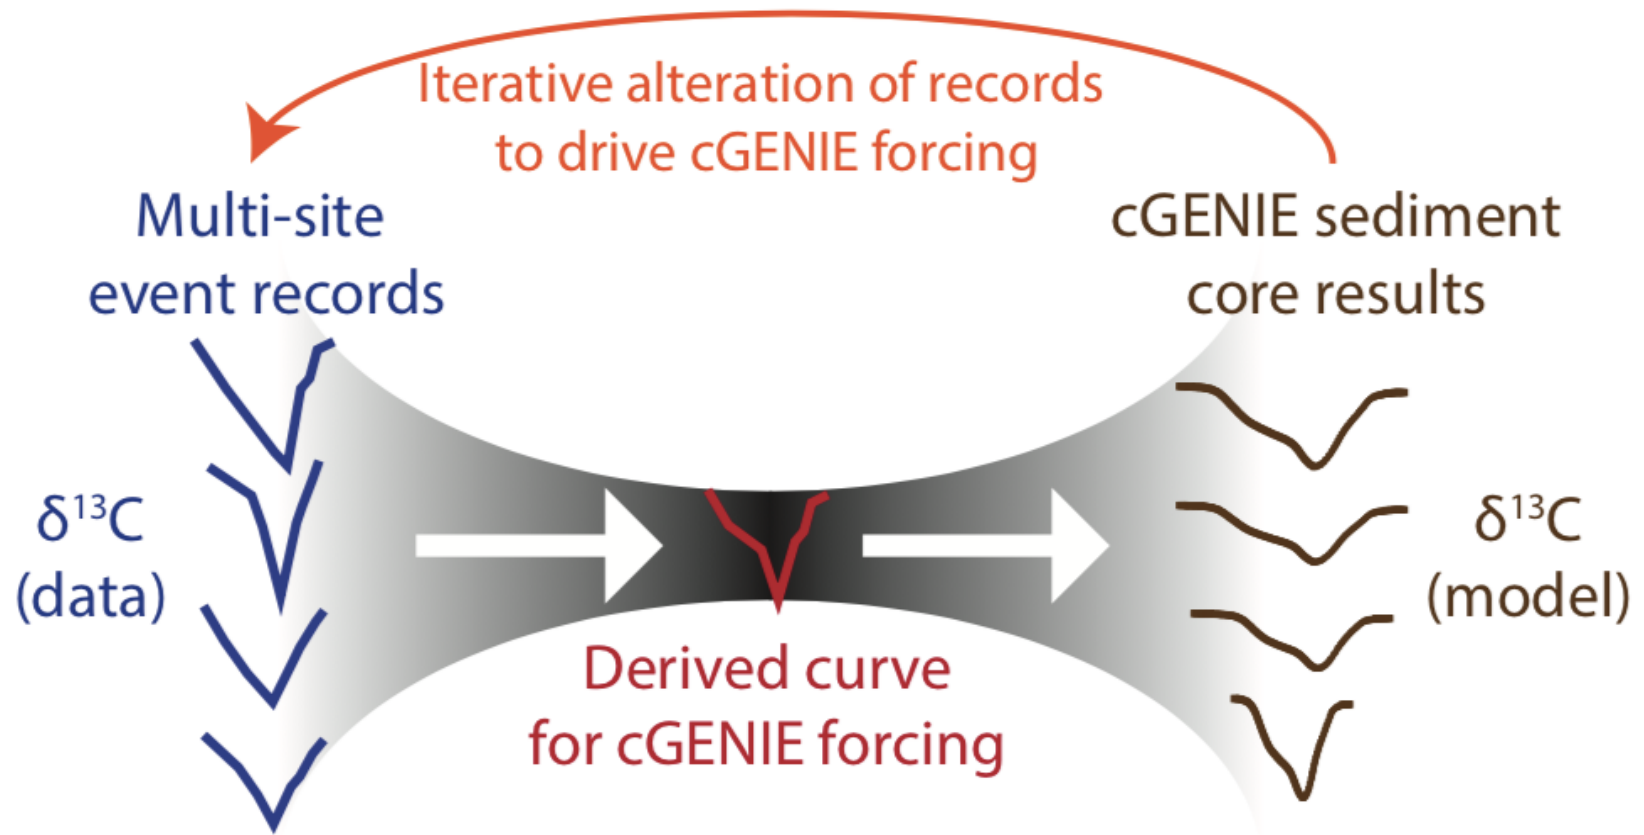 Iterative alteration of records
to drive cGENIE forcing
Multi-site
event records
cGENIE sediment
core results
δ¹³C
(data)
δ¹³C
(model)
Derived curve
for cGENIE forcing